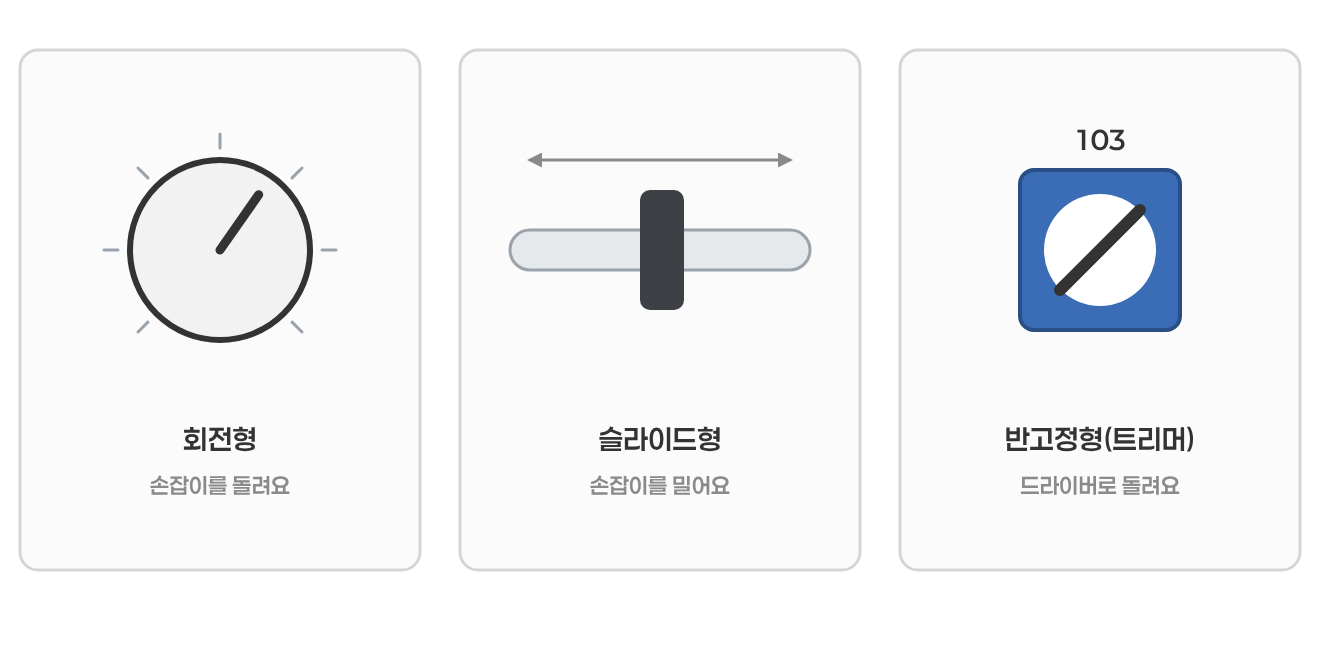 103
회전형
손잡이를 돌려요
슬라이드형
손잡이를 밀어요
반고정형(트리머)
드라이버로 돌려요